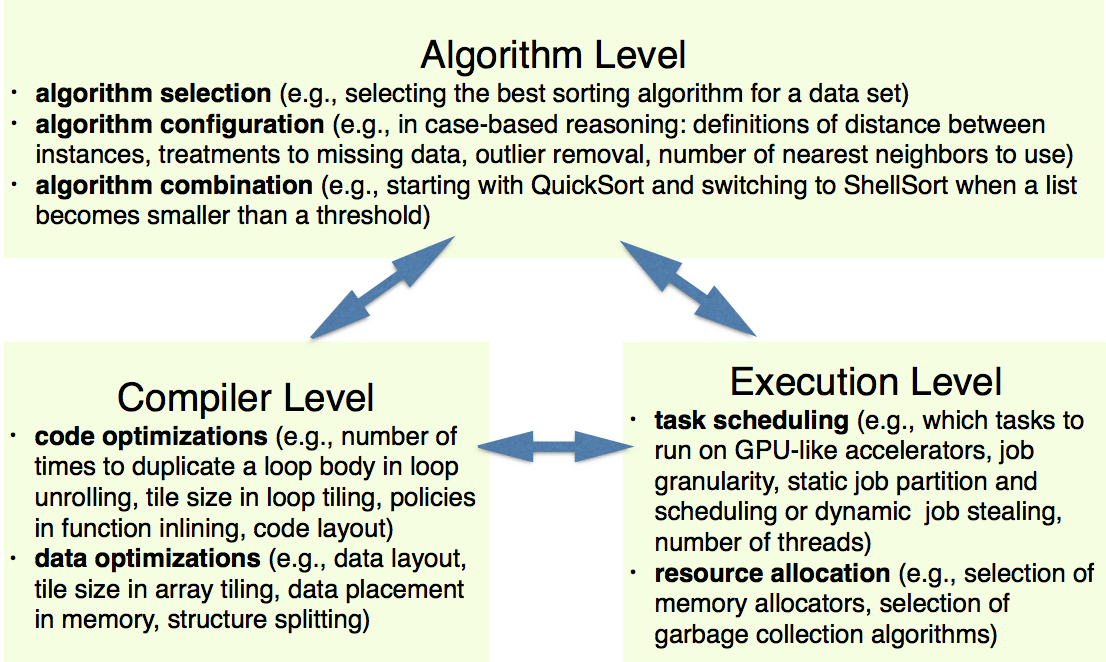 Algorithm Level
· algorithm selection (e.g., selecting the best sorting algorithm for a data set)
· algorithm configuration (e.g., in case-based reasoning: definitions of distance between
instances, treatments to missing data, outlier removal, number of nearest neighbors to use)
· algorithm combination (e.g., starting with QuickSort and switching to ShellSort when a list
becomes smaller than a threshold)
Compiler Level
· code optimizations (e.g., number of
times to duplicate a loop body in loop
unrolling, tile size in loop tiling, policies
in function inlining, code layout)
· data optimizations (e.g., data layout,
tile size in array tiling, data placement
in memory, structure splitting)
Execution Level
· task scheduling (e.g., which tasks to
run on GPU-like accelerators, job
granularity, static job partition and
scheduling or dynamic job stealing,
number of threads)
· resource allocation (e.g., selection of
memory allocators, selection of
garbage collection algorithms)